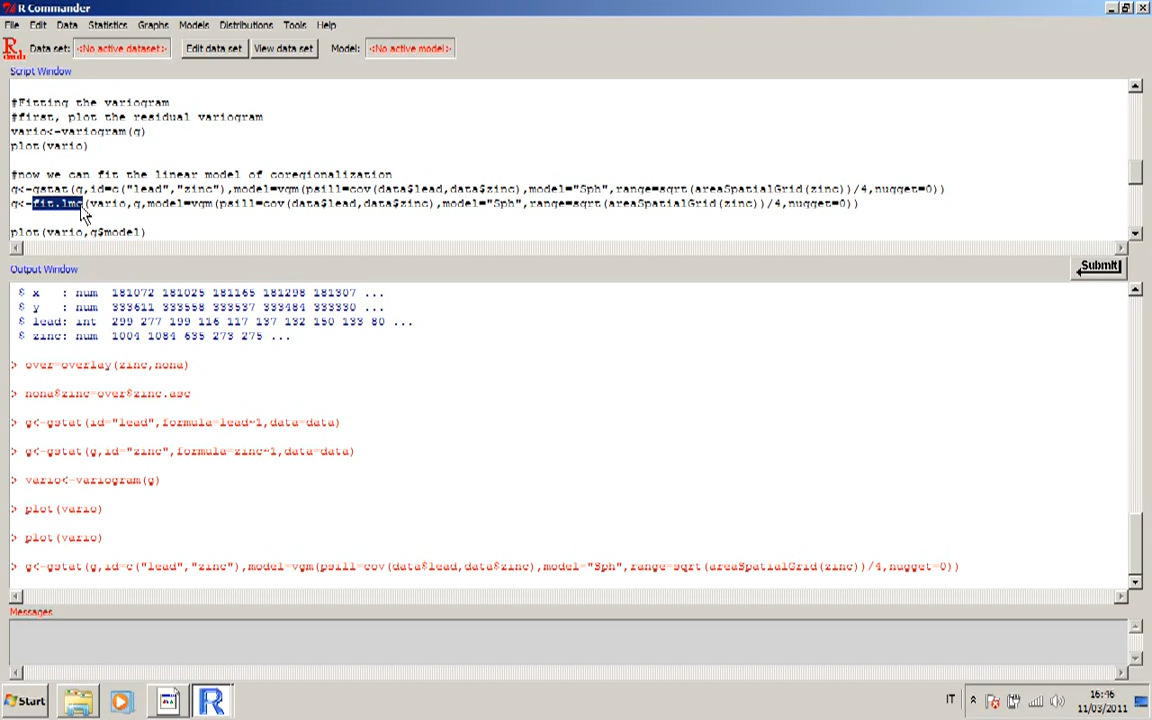 R Commander
File Edit Data Statistics Graphs Models Distributions Tools Help
R cmdr Data set: <No active dataset> Edit data set View data set Model: <No active model>
Script Window
#Fitting the variogram
#first, plot the residual variogram
vario<-variogram(g)
plot(vario)
#now we can fit the linear model of coregionalization
g<-gstat(g,id=c("lead","zinc"),model=vgm(psill=cov(data$lead,data$zinc),model="Sph",range=sqrt(areaSpatialGrid(zinc))/4,nugget=0))
g<-fit.lmc(vario,g,model=vgm(psill=cov(data$lead,data$zinc),model="Sph",range=sqrt(areaSpatialGrid(zinc))/4,nugget=0))
plot(vario,g$model)
Submit
Output Window
$ x : num 181072 181025 181165 181298 181307 ...
$ y : num 333611 333558 333537 333484 333330 ...
$ lead: int 299 277 199 116 117 137 132 150 133 80 ...
$ zinc: num 1004 1084 635 273 275 ...
> over=overlay(zinc,nona)
> nona$zinc=over$zinc.asc
> g<-gstat(id="lead",formula=lead~1,data=data)
> g<-gstat(g,id="zinc",formula=zinc~1,data=data)
> vario<-variogram(g)
> plot(vario)
> plot(vario)
> g<-gstat(g,id=c("lead","zinc"),model=vgm(psill=cov(data$lead,data$zinc),model="Sph",range=sqrt(areaSpatialGrid(zinc))/4,nugget=0))
Messages
Start IT 16:46
11/03/2011